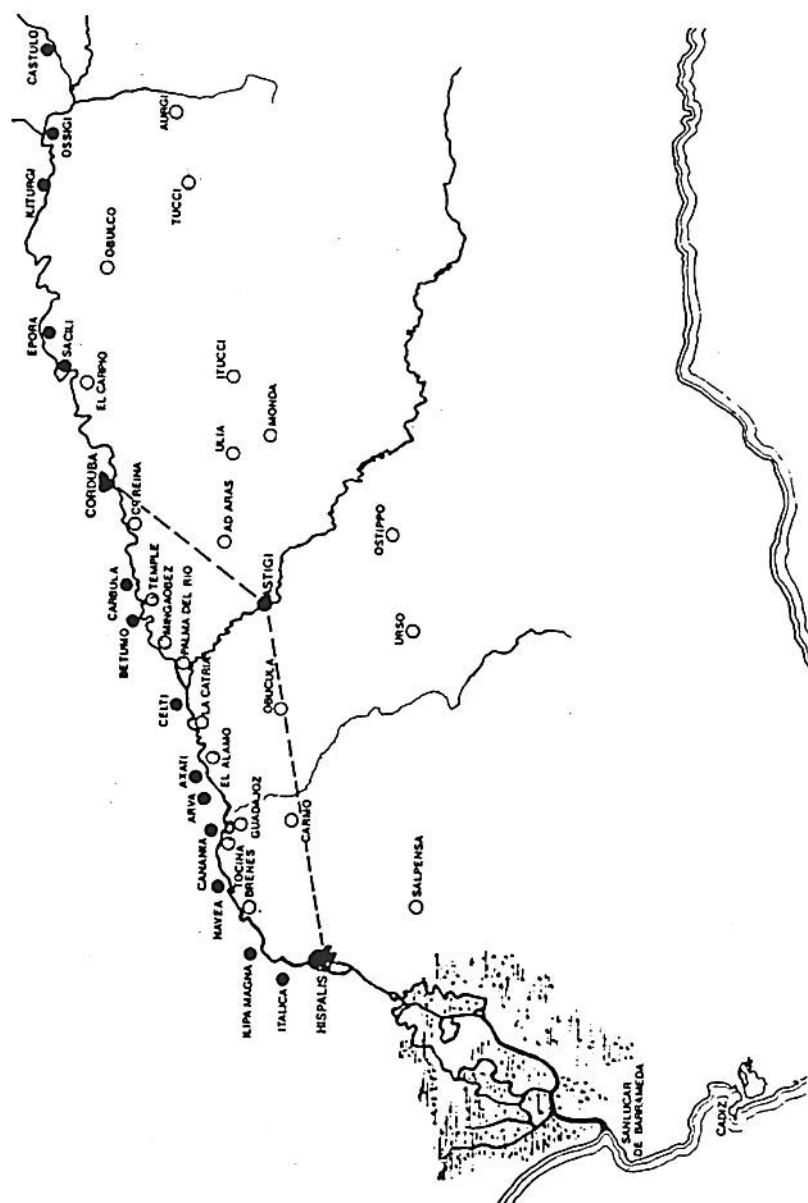 CASTULO
OSSIGI
ILITURGI
AURGI
TUCCI
OBULCO
EPORA
SACILI
EL CARPIO
ITUCCI
MONDA
ULIA
CORDUBA
AD ARAS
OSTIPPO
CARBULA
TEMPLE
DETUMO
MINGAOBEZ
PALMA DEL RIO
ASTIGI
URSO
CELTI
LA CATRIA
OBUCULA
EL ALAMO
AXATI
ARVA
GUADAJOZ
CANANIA
TOCINA
CARMO
NAVEA
BRENES
SALPENSA
ILIPA MAGNA
ITALICA
HISPALIS
SANLUCAR
DE BARRAMEDA
CADIZ